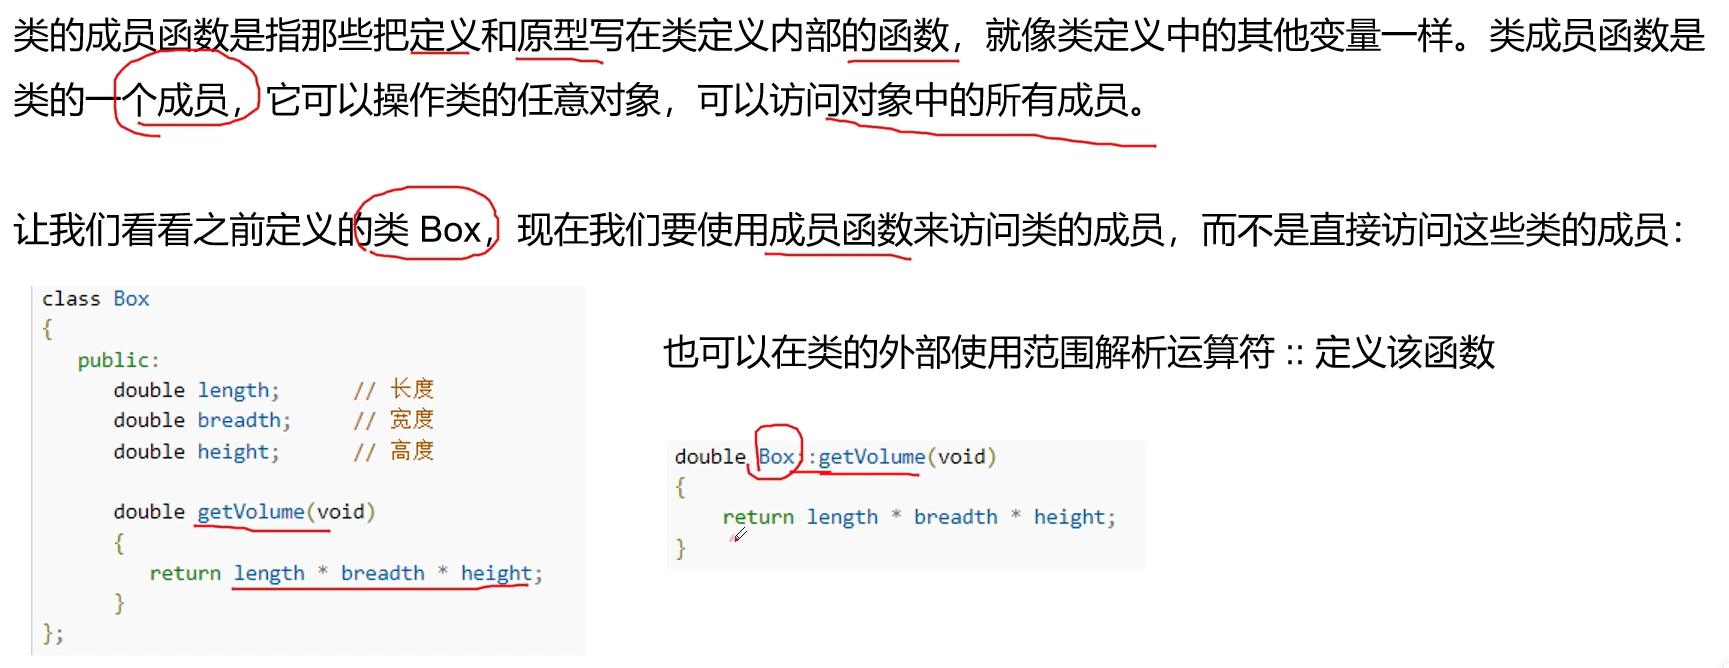 类的成员函数是指那些把定义和原型写在类定义内部的函数，就像类定义中的其他变量一样。类成员函数是
类的一个成员，它可以操作类的任意对象，可以访问对象中的所有成员。
让我们看看之前定义的类 Box，现在我们要使用成员函数来访问类的成员，而不是直接访问这些类的成员：
class Box
{
public:
double length; // 长度
double breadth; // 宽度
double height; // 高度
double getVolume(void)
{
return length * breadth * height;
}
};
也可以在类的外部使用范围解析运算符 :: 定义该函数
double Box::getVolume(void)
{
return length * breadth * height;
}